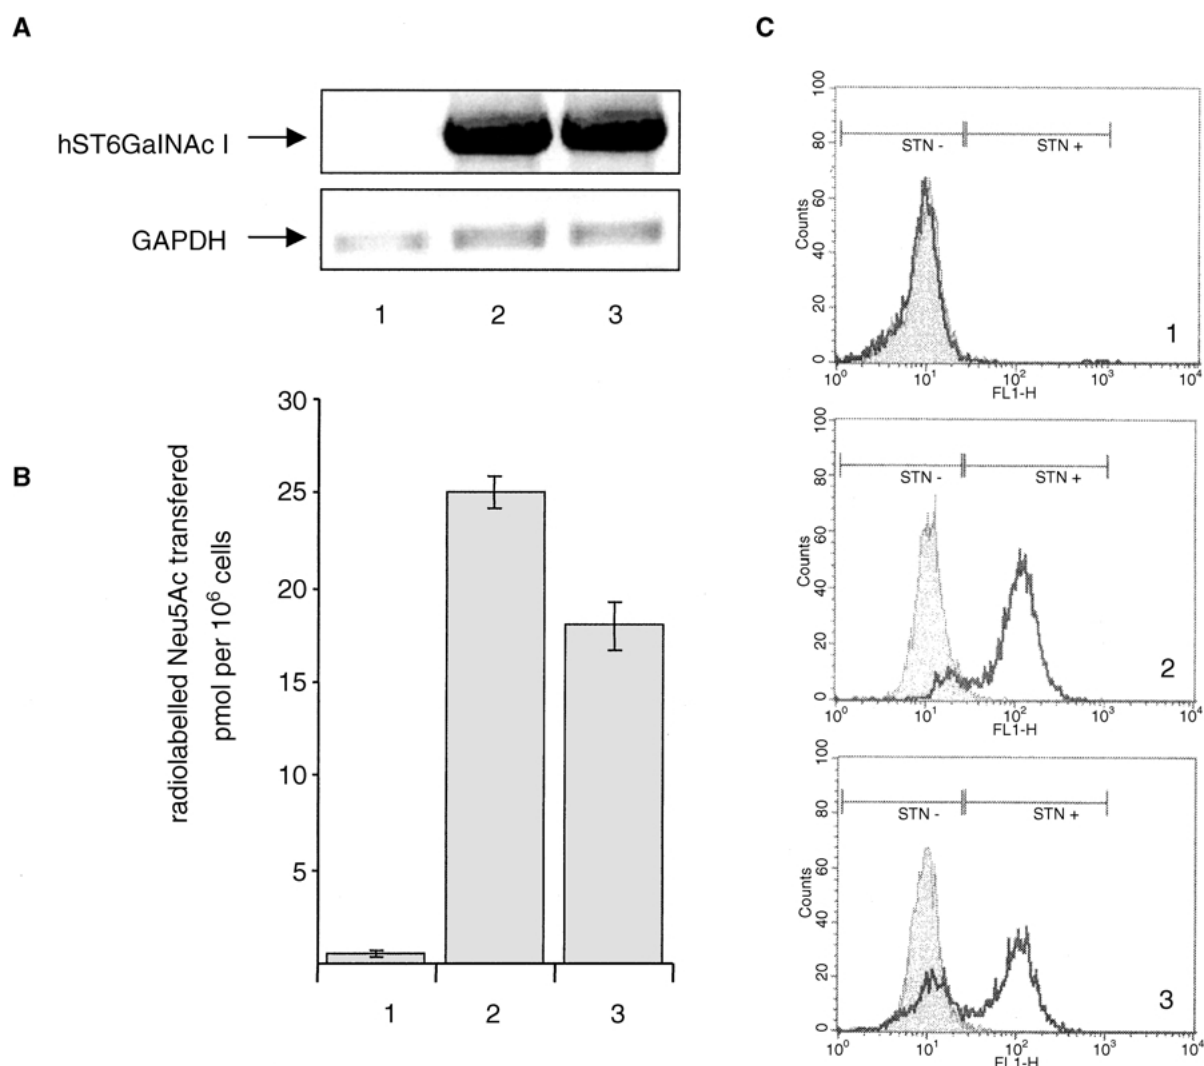 A
hST6GalNAc I
GAPDH
1 2 3
B
radiolabelled Neu5Ac transfered
pmol per 10⁶ cells
30
25
20
15
10
5
1 2 3
C
100
80
60
40
20
0
Counts
STN - STN +
1
10⁰ 10¹ 10² 10³ 10⁴
FL1-H
100
80
60
40
20
0
Counts
STN - STN +
2
10⁰ 10¹ 10² 10³ 10⁴
FL1-H
100
80
60
40
20
0
Counts
STN - STN +
3
10⁰ 10¹ 10² 10³ 10⁴
FL1-H